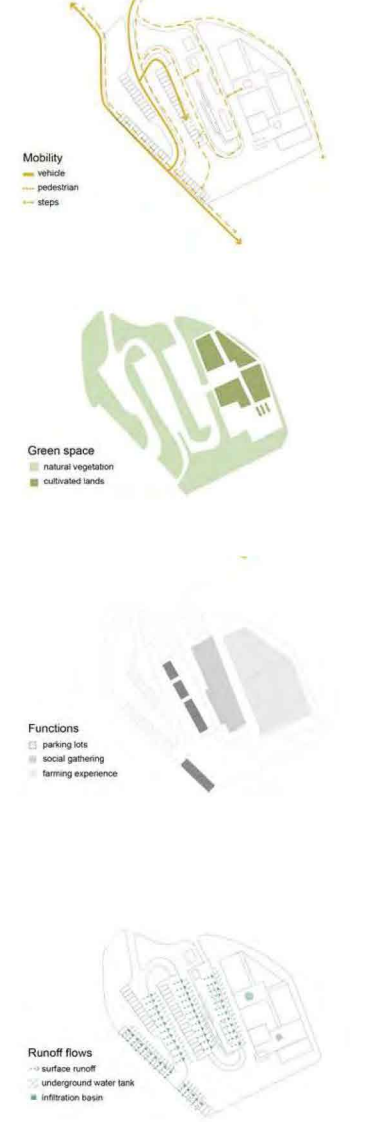 Mobility
vehicle
pedestrian
steps
Green space
natural vegetation
cultivated lands
Functions
parking lots
social gathering
farming experience
Runoff flows
surface runoff
underground water tank
infiltration basin